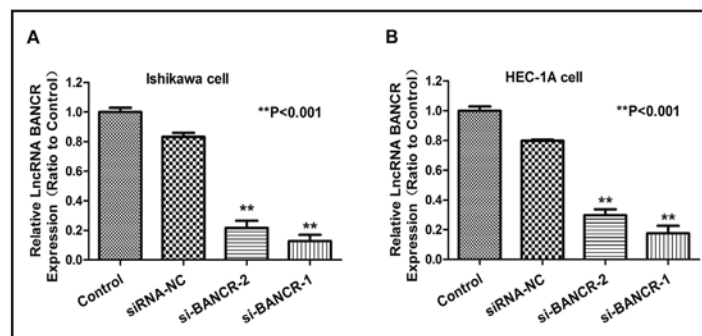 A
Ishikawa cell
**P<0.001
Relative LncRNA BANCR
Expression (Ratio to Control)
1.2
1.0
0.8
0.6
0.4
0.2
0.0
**
**
Control
siRNA-NC
si-BANCR-2
si-BANCR-1
B
HEC-1A cell
**P<0.001
Relative LncRNA BANCR
Expression (Ratio to Control)
1.2
1.0
0.8
0.6
0.4
0.2
0.0
**
**
Control
siRNA-NC
si-BANCR-2
si-BANCR-1